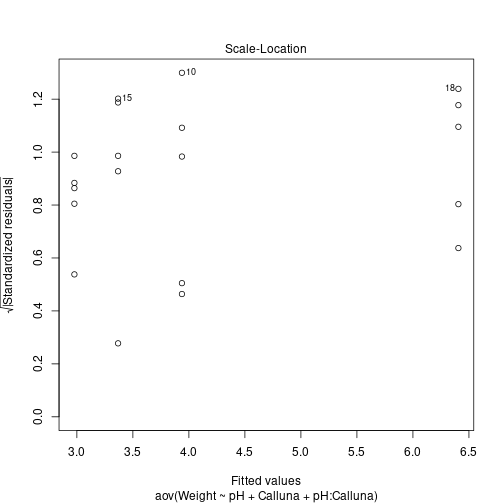 Scale-Location
10
15
18
1.2
1.0
0.8
0.6
0.4
0.2
0.0
√|Standardized residuals|
3.0 3.5 4.0 4.5 5.0 5.5 6.0 6.5
Fitted values
aov(Weight ~ pH + Calluna + pH:Calluna)